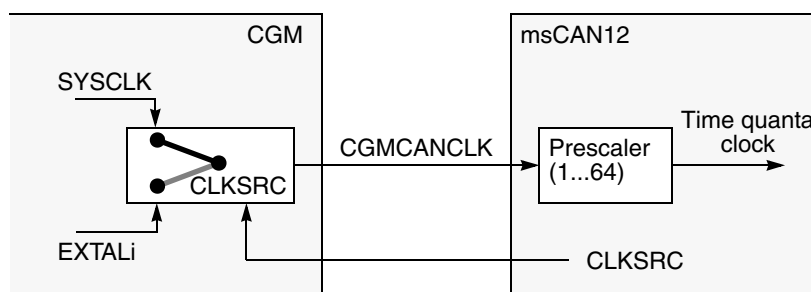 CGM
msCAN12
SYSCLK
CGMCANCLK
Time quanta
clock
Prescaler
(1...64)
CLKSRC
EXTALi
CLKSRC